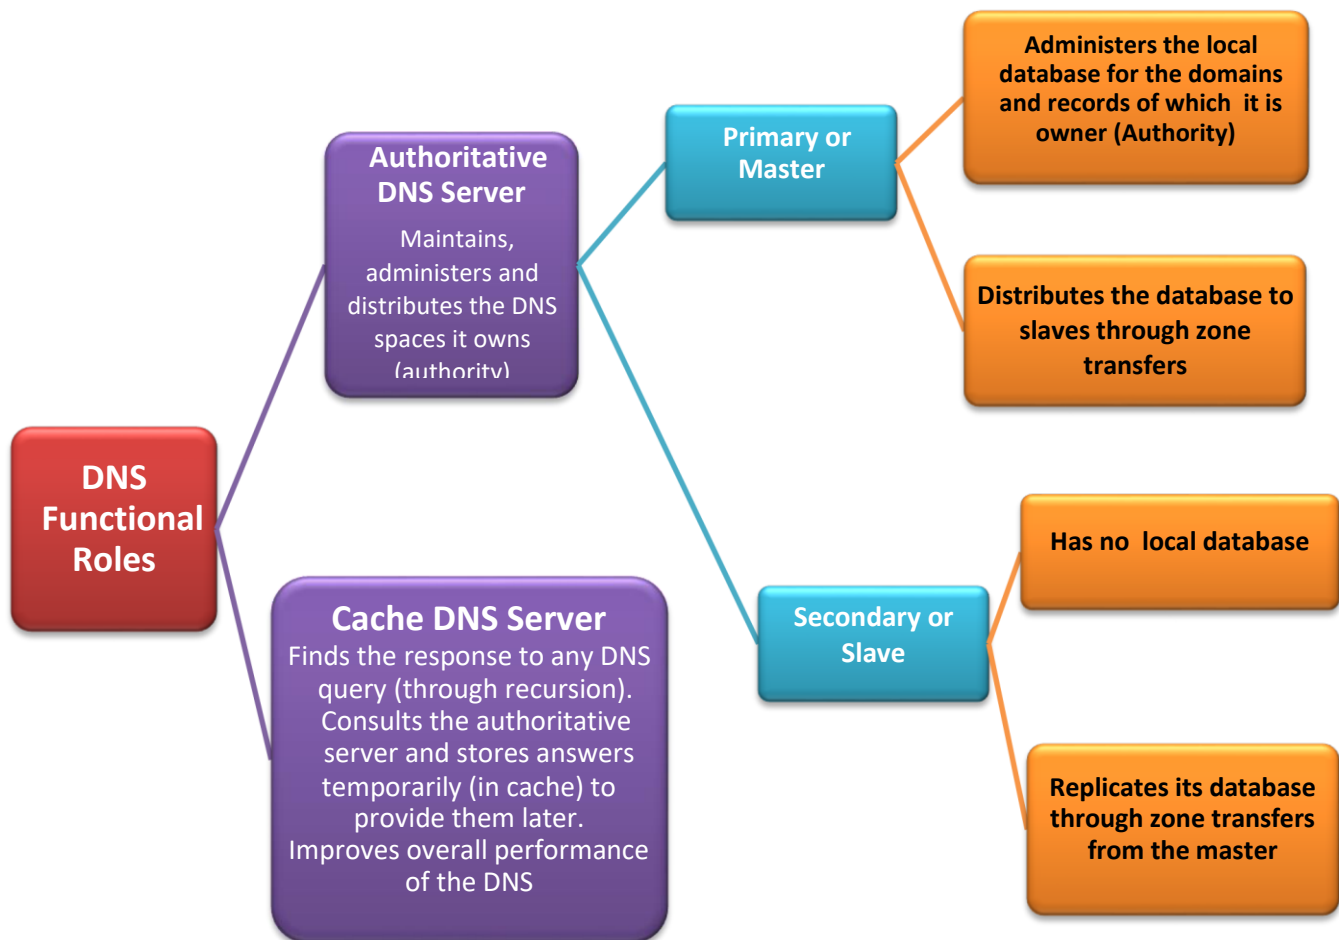 DNS
Functional
Roles
Authoritative
DNS Server
Maintains,
administers and
distributes the DNS
spaces it owns
(authority)
Cache DNS Server
Finds the response to any DNS
query (through recursion).
Consults the authoritative
server and stores answers
temporarily (in cache) to
provide them later.
Improves overall performance
of the DNS
Primary or
Master
Administers the local
database for the domains
and records of which it is
owner (Authority)
Distributes the database to
slaves through zone
transfers
Secondary or
Slave
Has no local database
Replicates its database
through zone transfers
from the master